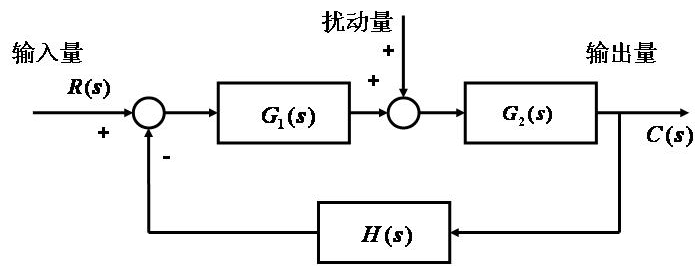 扰动量
输入量
输出量
R(s)
+
+
+
-
G₁(s)
G₂(s)
C(s)
H(s)